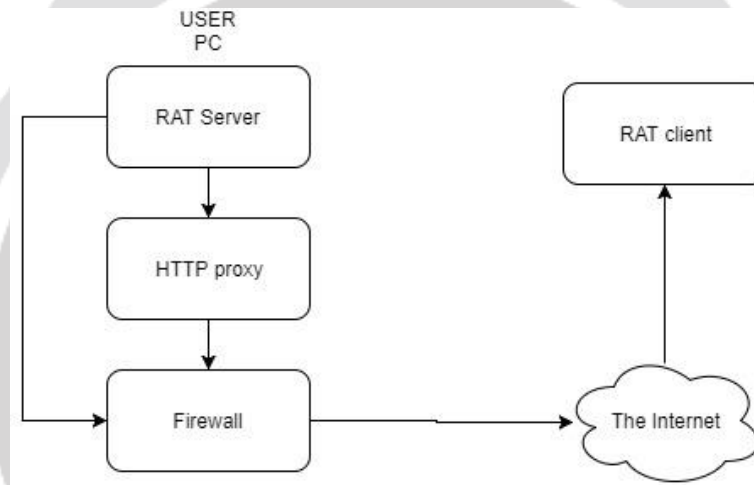 USER
PC
RAT Server
RAT client
HTTP proxy
Firewall
The Internet